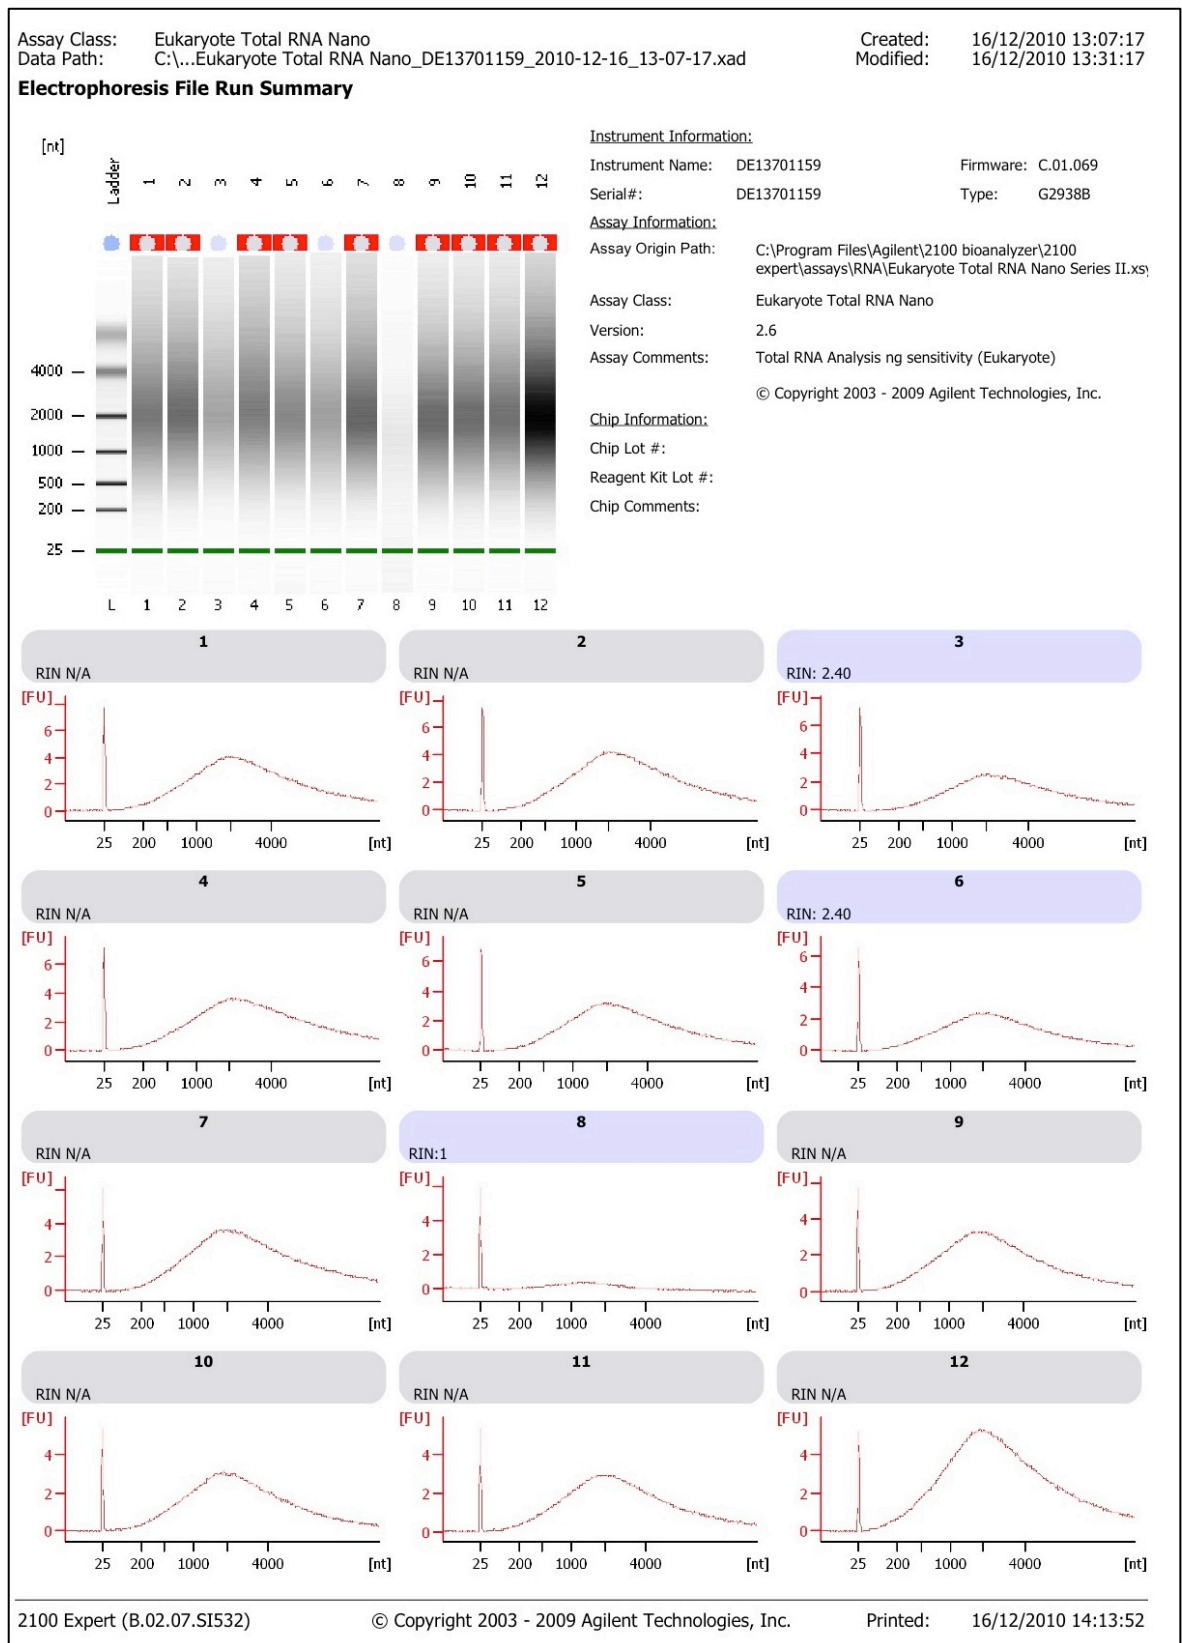 Assay Class: Eukaryote Total RNA Nano Created: 16/12/2010 13:07:17
Data Path: C:\...Eukaryote Total RNA Nano_DE13701159_2010-12-16_13-07-17.xad Modified: 16/12/2010 13:31:17
Electrophoresis File Run Summary
[nt]
Ladder 1 2 3 4 5 6 7 8 9 10 11 12
4000
2000
1000
500
200
25
L 1 2 3 4 5 6 7 8 9 10 11 12
Instrument Information:
Instrument Name: DE13701159 Firmware: C.01.069
Serial#: DE13701159 Type: G2938B
Assay Information:
Assay Origin Path: C:\Program Files\Agilent\2100 bioanalyzer\2100
expert\assays\RNA\Eukaryote Total RNA Nano Series II.xsy
Assay Class: Eukaryote Total RNA Nano
Version: 2.6
Assay Comments: Total RNA Analysis ng sensitivity (Eukaryote)
© Copyright 2003 - 2009 Agilent Technologies, Inc.
Chip Information:
Chip Lot #:
Reagent Kit Lot #:
Chip Comments:
1
RIN N/A
[FU]
6
4
2
0
25 200 1000 4000 [nt]
2
RIN N/A
[FU]
6
4
2
0
25 200 1000 4000 [nt]
3
RIN: 2.40
[FU]
6
4
2
0
25 200 1000 4000 [nt]
4
RIN N/A
[FU]
6
4
2
0
25 200 1000 4000 [nt]
5
RIN N/A
[FU]
6
4
2
0
25 200 1000 4000 [nt]
6
RIN: 2.40
[FU]
6
4
2
0
25 200 1000 4000 [nt]
7
RIN N/A
[FU]
4
2
0
25 200 1000 4000 [nt]
8
RIN:1
[FU]
4
2
0
25 200 1000 4000 [nt]
9
RIN N/A
[FU]
4
2
0
25 200 1000 4000 [nt]
10
RIN N/A
[FU]
4
2
0
25 200 1000 4000 [nt]
11
RIN N/A
[FU]
4
2
0
25 200 1000 4000 [nt]
12
RIN N/A
[FU]
4
2
0
25 200 1000 4000 [nt]
2100 Expert (B.02.07.SI532) © Copyright 2003 - 2009 Agilent Technologies, Inc. Printed: 16/12/2010 14:13:52